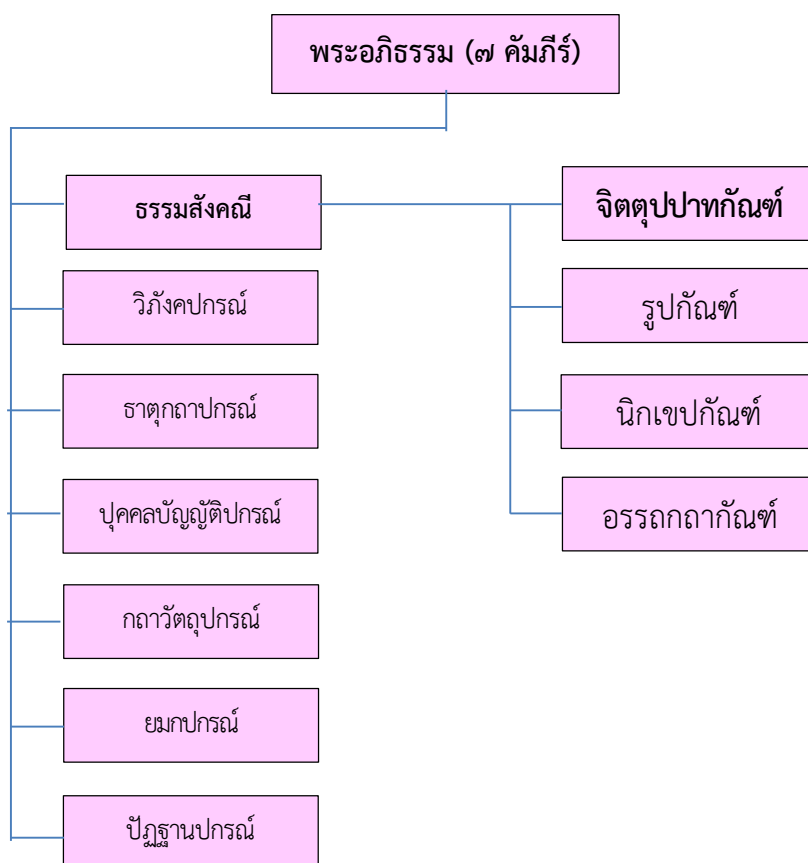 พระอภิธรรม (๗ คัมภีร์)
ธรรมสังคณี
วิภังคปกรณ์
ธาตุกถาปกรณ์
ปุคคลบัญญัติปกรณ์
กถาวัตถุปกรณ์
ยมกปกรณ์
ปัฏฐานปกรณ์
จิตตุปปาทกัณฑ์
รูปกัณฑ์
นิกเขปกัณฑ์
อรรถกถากัณฑ์